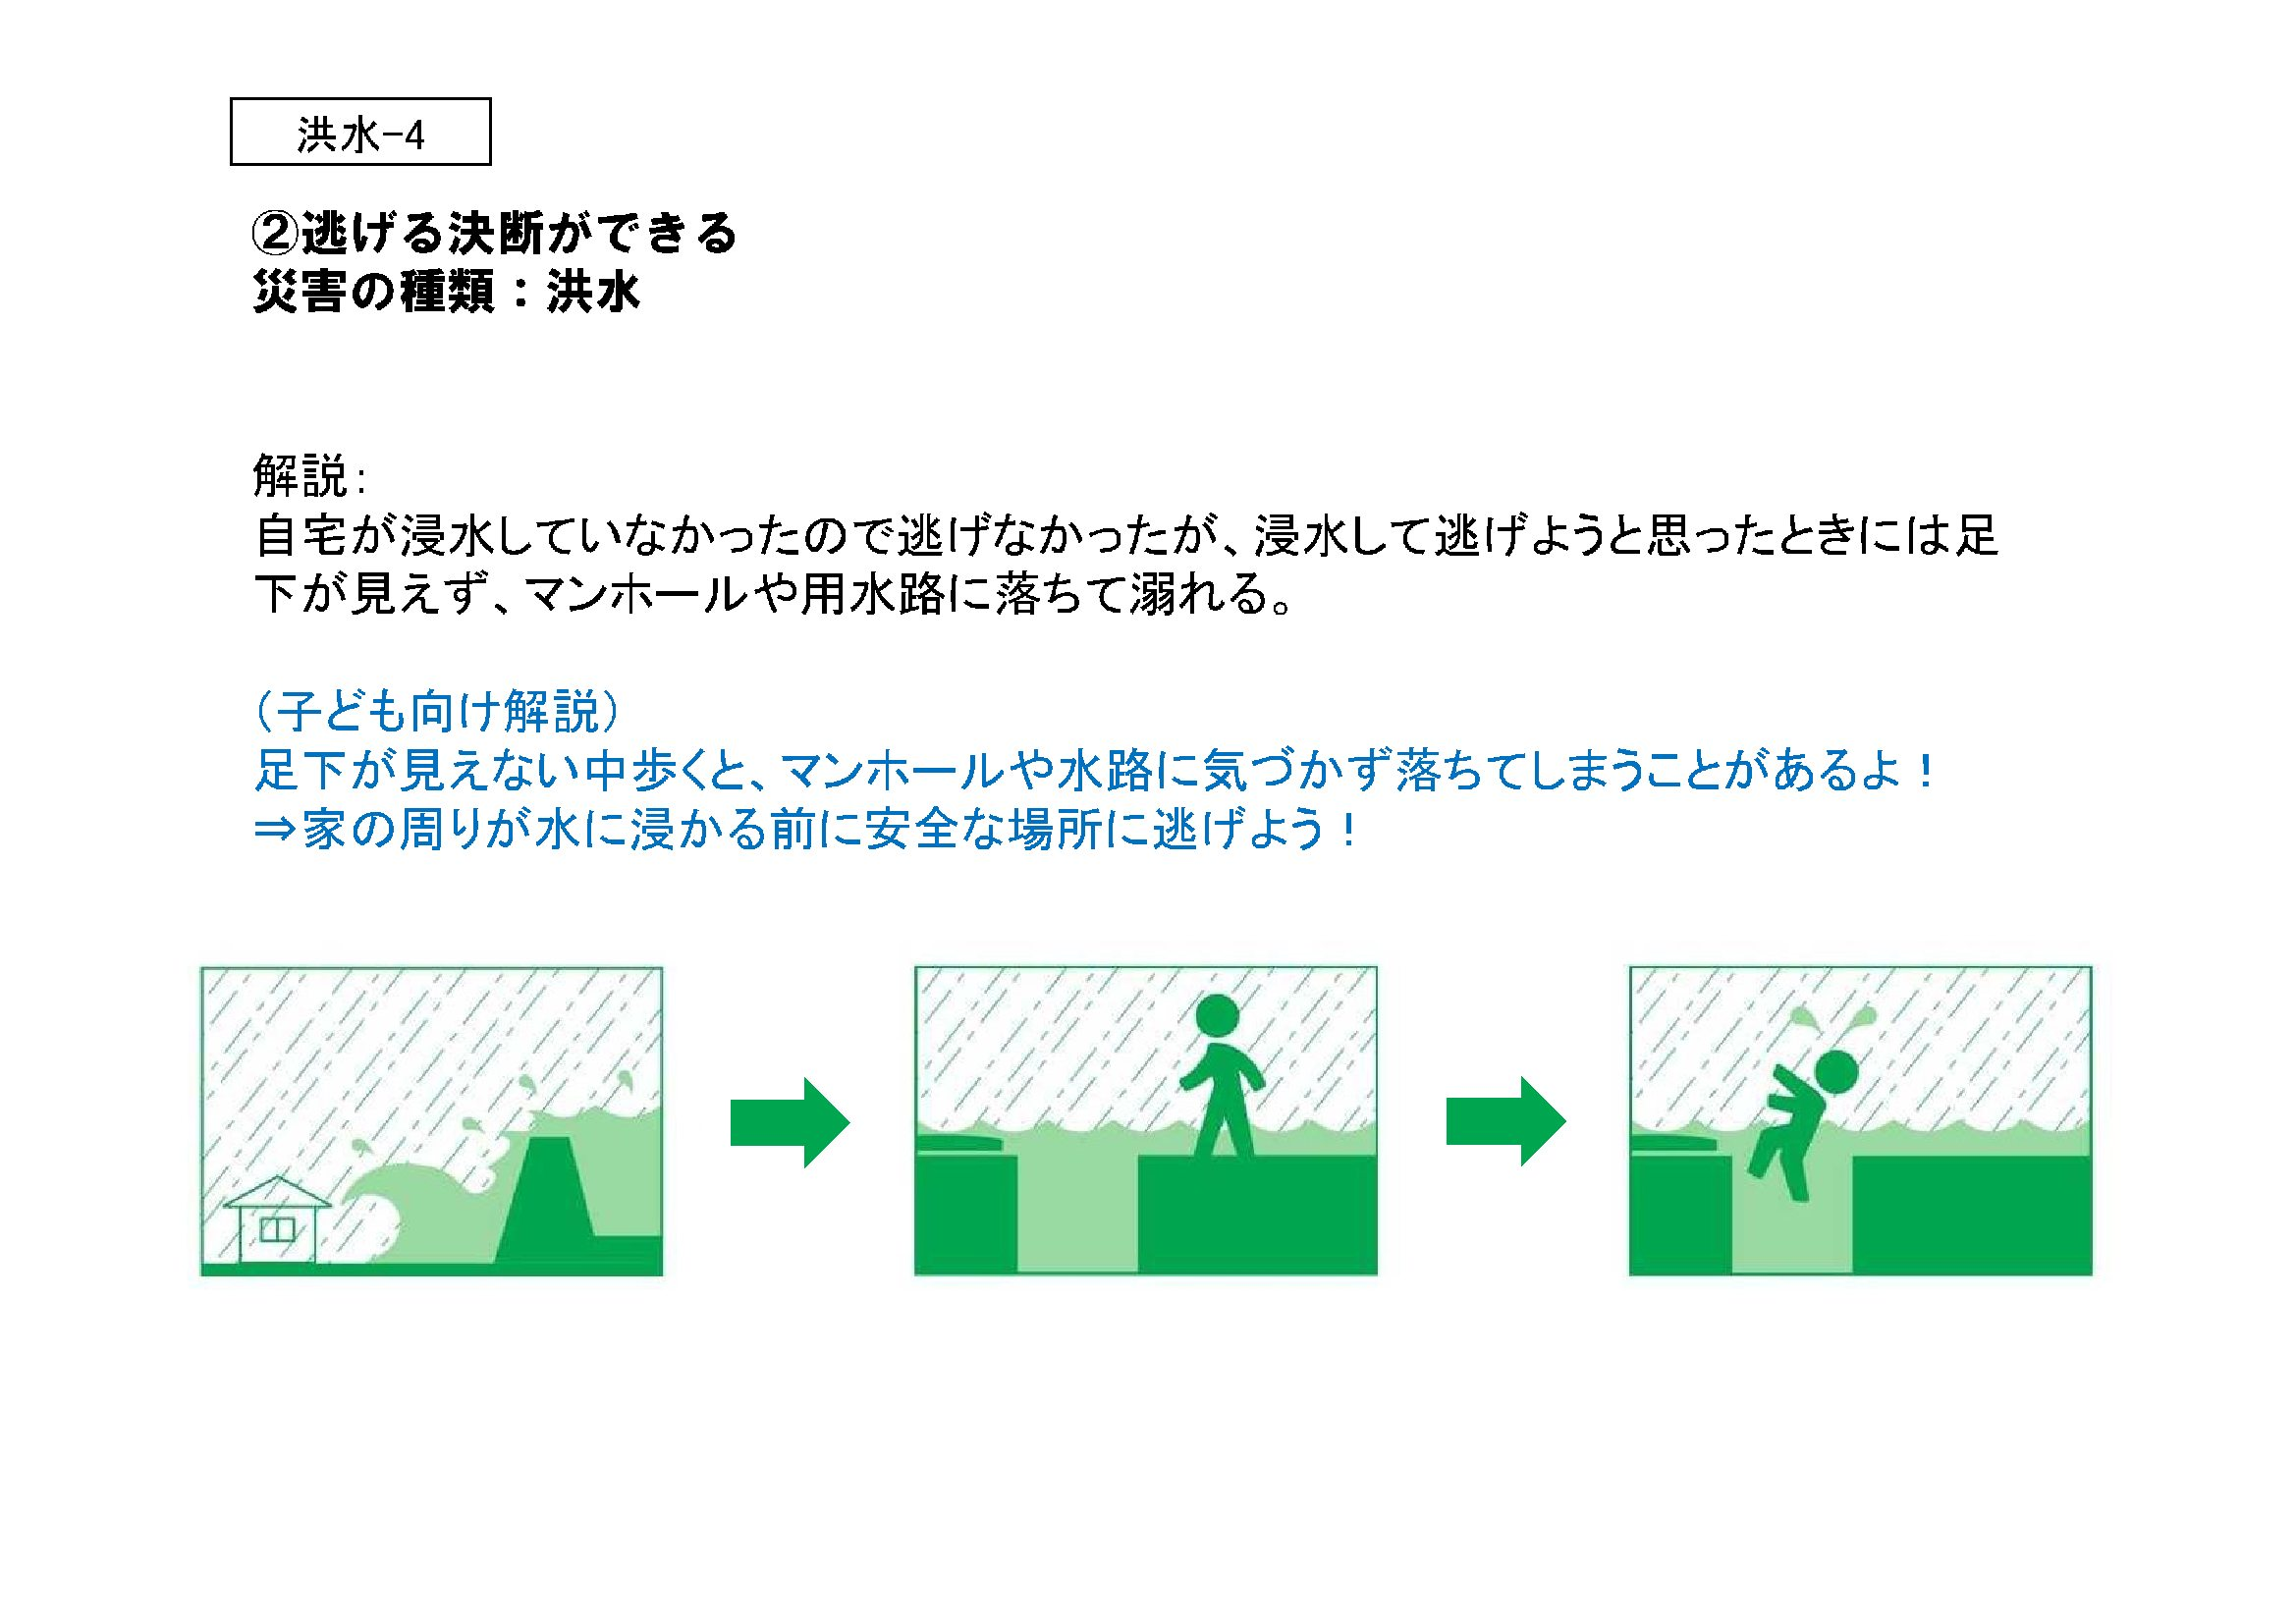 洪水-4
②逃げる決断ができる
災害の種類：洪水
解説：
自宅が浸水していなかったので逃げなかったが、浸水して逃げようと思ったときには足
下が見えず、マンホールや用水路に落ちて溺れる。
（子ども向け解説）
足下が見えない中歩くと、マンホールや水路に気づかず落ちてしまうことがあるよ！
⇒家の周りが水に浸かる前に安全な場所に逃げよう！